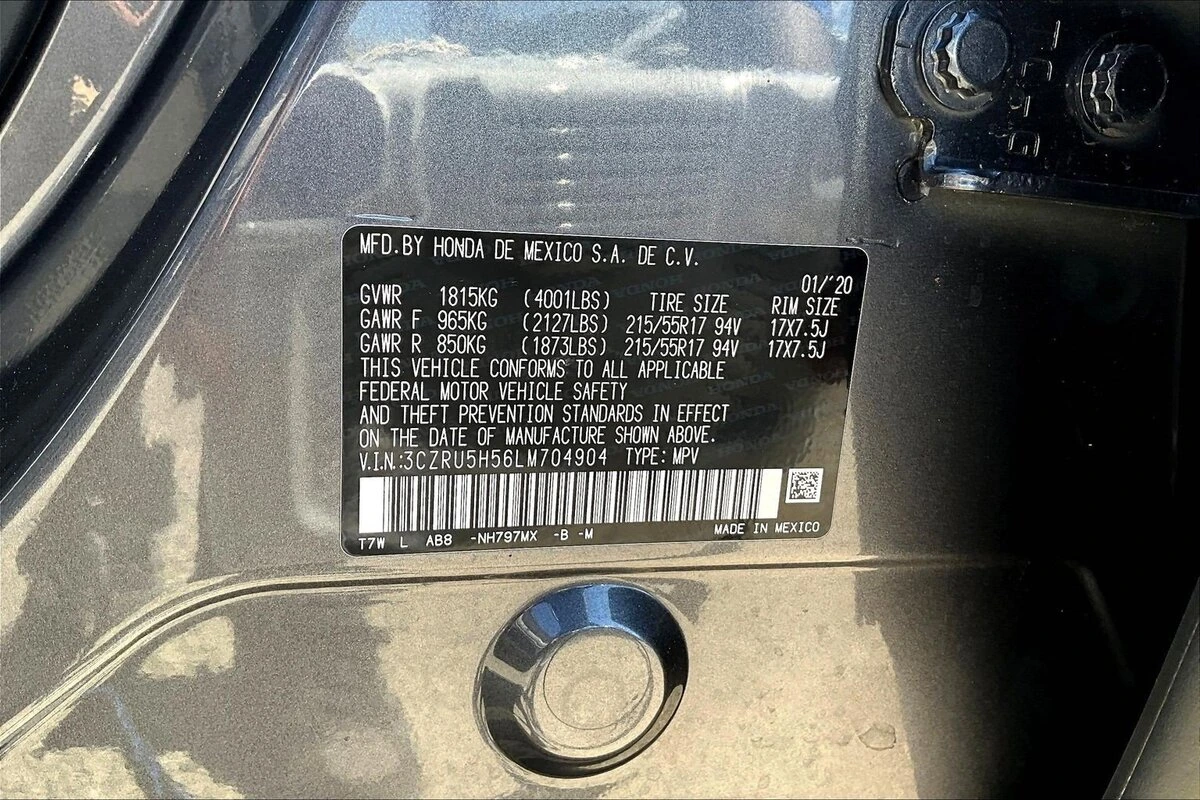 MFD.BY HONDA DE MEXICO S.A. DE C.V.
01/'20
GVWR 1815KG (4001LBS) TIRE SIZE RIM SIZE
GAWR F 965KG (2127LBS) 215/55R17 94V 17X7.5J
GAWR R 850KG (1873LBS) 215/55R17 94V 17X7.5J
THIS VEHICLE CONFORMS TO ALL APPLICABLE
FEDERAL MOTOR VEHICLE SAFETY
AND THEFT PREVENTION STANDARDS IN EFFECT
ON THE DATE OF MANUFACTURE SHOWN ABOVE.
V.I.N.:3CZRU5H56LM704904 TYPE: MPV
T7W L AB8 -NH797MX -B -M MADE IN MEXICO